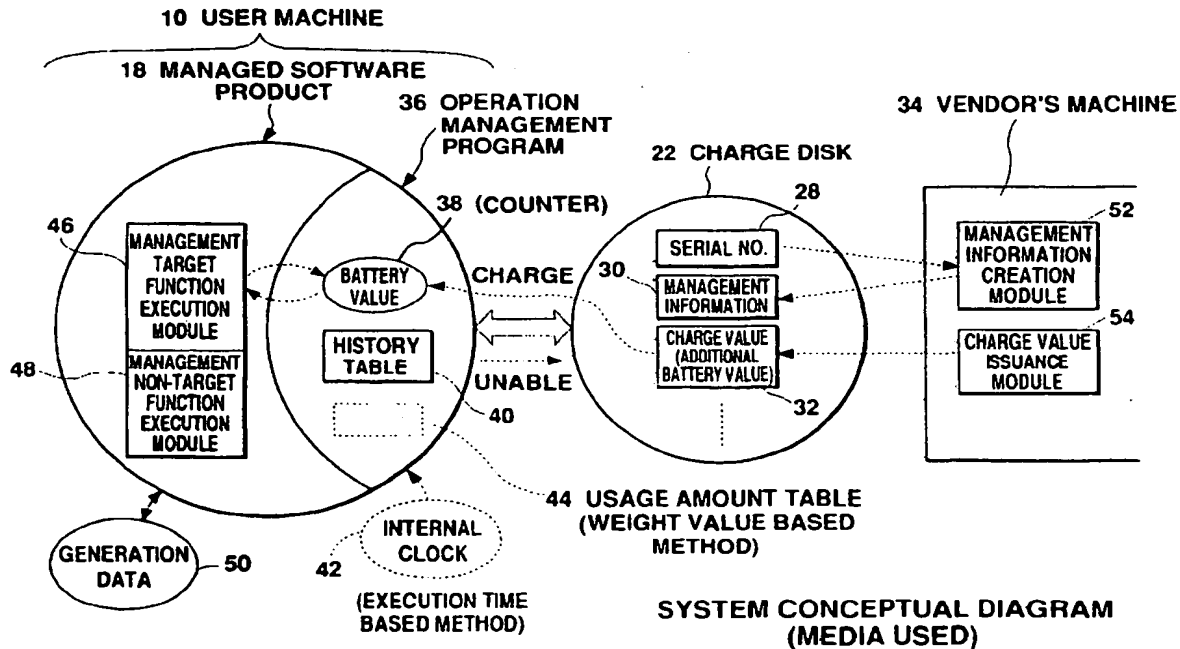 10 USER MACHINE
18 MANAGED SOFTWARE
PRODUCT
36 OPERATION
MANAGEMENT
PROGRAM
34 VENDOR'S MACHINE
22 CHARGE DISK
38 (COUNTER)
28
52
46
MANAGEMENT
TARGET
FUNCTION
EXECUTION
MODULE
BATTERY
VALUE
CHARGE
30
SERIAL NO.
MANAGEMENT
INFORMATION
MANAGEMENT
INFORMATION
CREATION
MODULE
54
48
MANAGEMENT
NON-TARGET
FUNCTION
EXECUTION
MODULE
HISTORY
TABLE
UNABLE
CHARGE VALUE
(ADDITIONAL
BATTERY VALUE)
CHARGE VALUE
ISSUANCE
MODULE
40
32
44 USAGE AMOUNT TABLE
(WEIGHT VALUE BASED
METHOD)
GENERATION
DATA
50
42
INTERNAL
CLOCK
(EXECUTION TIME
BASED METHOD)
SYSTEM CONCEPTUAL DIAGRAM
(MEDIA USED)